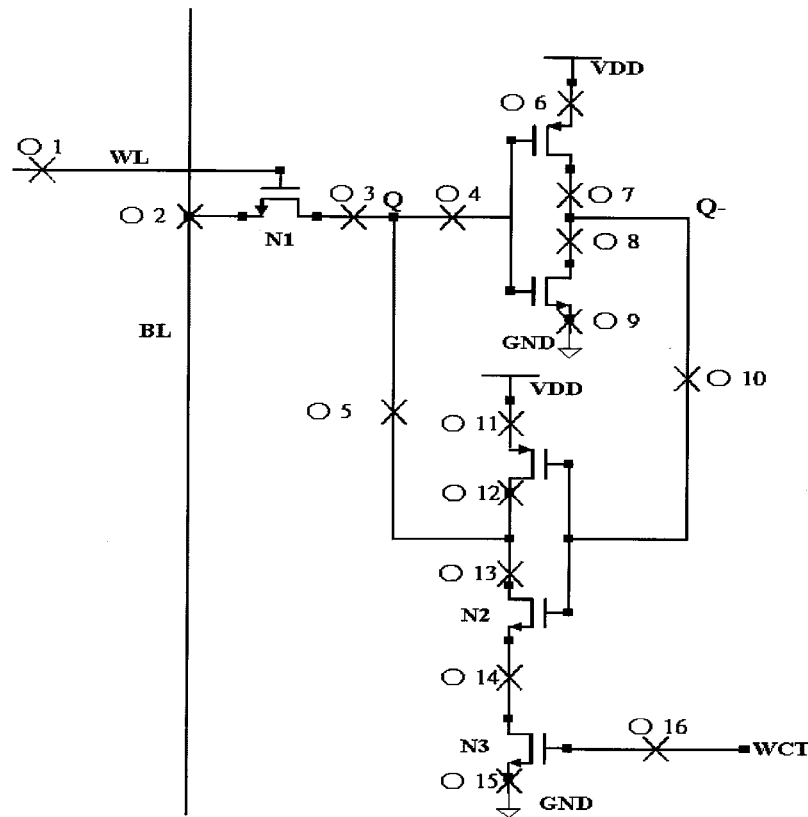 VDD
O 6
O 1
WL
O 3
Q
O 4
O 7
Q-
O 2
N1
O 8
O 9
BL
GND
VDD
O 10
O 5
O 11
O 12
O 13
N2
O 14
O 16
N3
WCT
O 15
GND